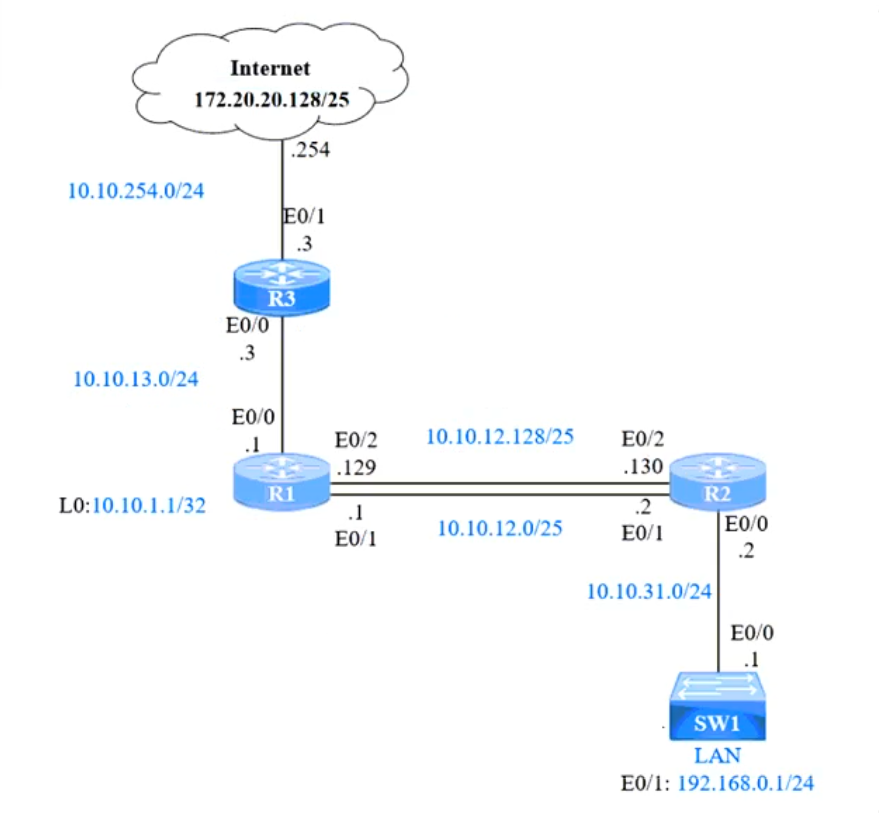 Internet
172.20.20.128/25
.254
10.10.254.0/24
E0/1
.3
R3
E0/0
.3
10.10.13.0/24
E0/0
.1
E0/2
10.10.12.128/25
E0/2
.129
.130
R1
R2
L0:10.10.1.1/32
.1
10.10.12.0/25
.2
E0/1
E0/1
E0/0
.2
10.10.31.0/24
E0/0
.1
SW1
LAN
E0/1: 192.168.0.1/24